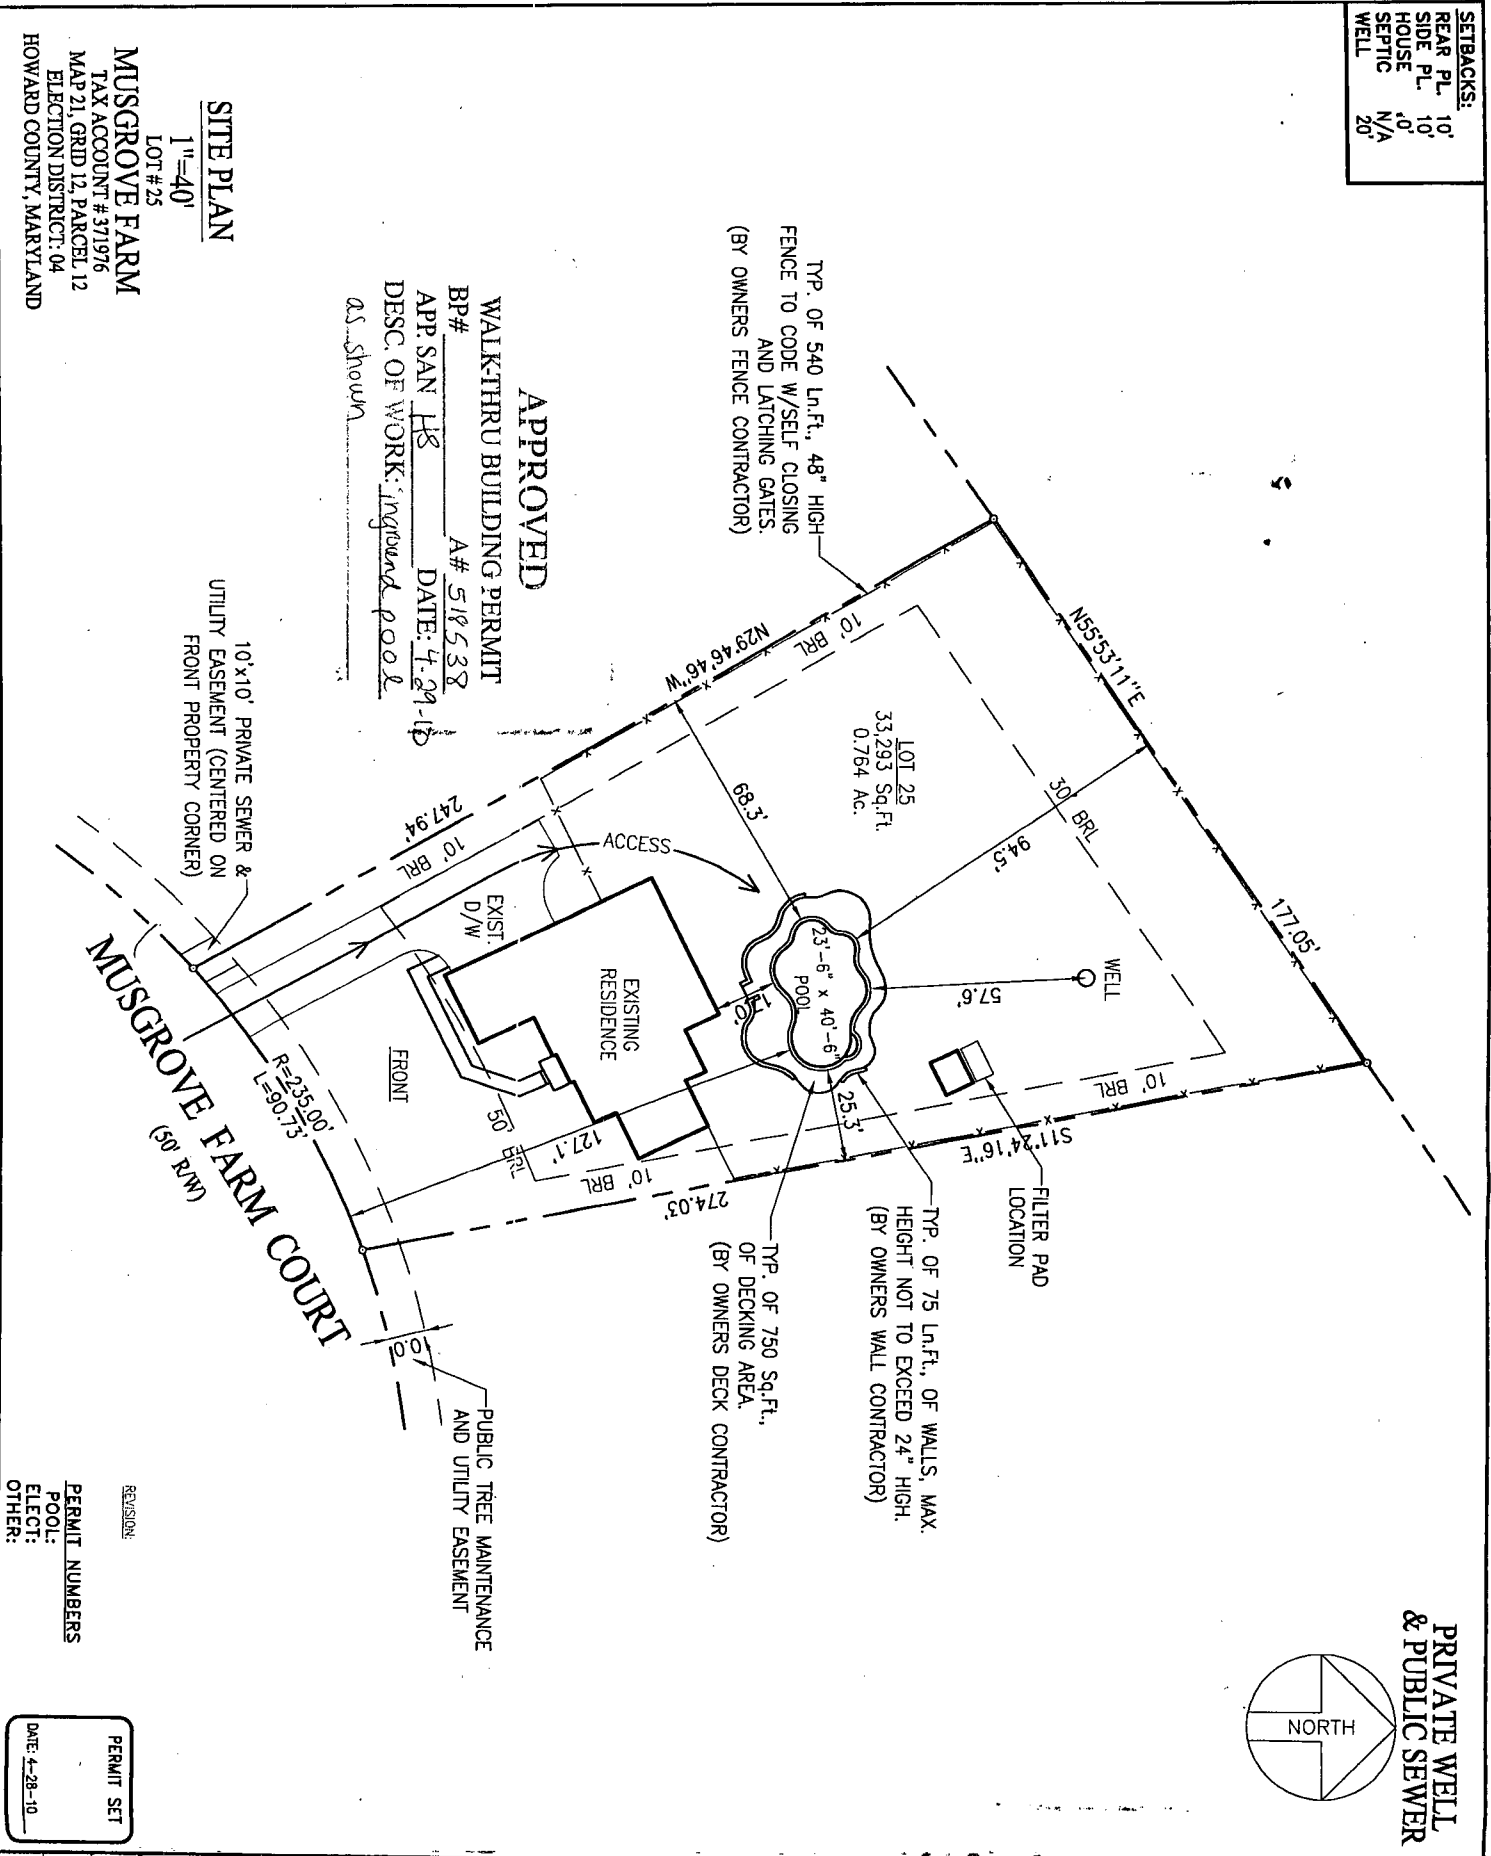 SETBACKS:
REAR PL. 10'
SIDE PL. 10'
HOUSE 10'
SEPTIC N/A
WELL 20'
PRIVATE WELL
& PUBLIC SEWER
NORTH
TYP. OF 540 Ln.Ft., 48" HIGH
FENCE TO CODE W/SELF CLOSING
AND LATCHING GATES.
(BY OWNERS FENCE CONTRACTOR)
N55°53'11"E
177.05'
N29°46'46"W
247.94'
10' BRL
10' BRL
30' BRL
LOT 25
33,293 Sq.Ft.
0.764 Ac.
94.5'
68.3'
WELL
57.6'
10' BRL
S11°24'16"E
274.03'
FILTER PAD
LOCATION
23'-6" x 40'-6"
POOL
25.3'
17.0'
ACCESS
TYP. OF 75 Ln.Ft., OF WALLS, MAX.
HEIGHT NOT TO EXCEED 24" HIGH.
(BY OWNERS WALL CONTRACTOR)
TYP. OF 750 Sq.Ft.,
OF DECKING AREA.
(BY OWNERS DECK CONTRACTOR)
EXISTING
RESIDENCE
EXIST.
D/W
127.1'
10' BRL
50' BRL
FRONT
R=235.00'
L=90.73'
10.0'
PUBLIC TREE MAINTENANCE
AND UTILITY EASEMENT
10'x10' PRIVATE SEWER &
UTILITY EASEMENT (CENTERED ON
FRONT PROPERTY CORNER)
MUSGROVE FARM COURT
(50' R/W)
APPROVED
WALK-THRU BUILDING PERMIT
BP# A# 518538
APP. SAN HS DATE: 4-29-10
DESC. OF WORK: inground pool
as shown
SITE PLAN
1"=40'
LOT # 25
MUSGROVE FARM
TAX ACCOUNT # 371976
MAP 21, GRID 12, PARCEL 12
ELECTION DISTRICT: 04
HOWARD COUNTY, MARYLAND
REVISION:
PERMIT NUMBERS
POOL:
ELECT:
OTHER:
PERMIT SET
DATE: 4-28-10